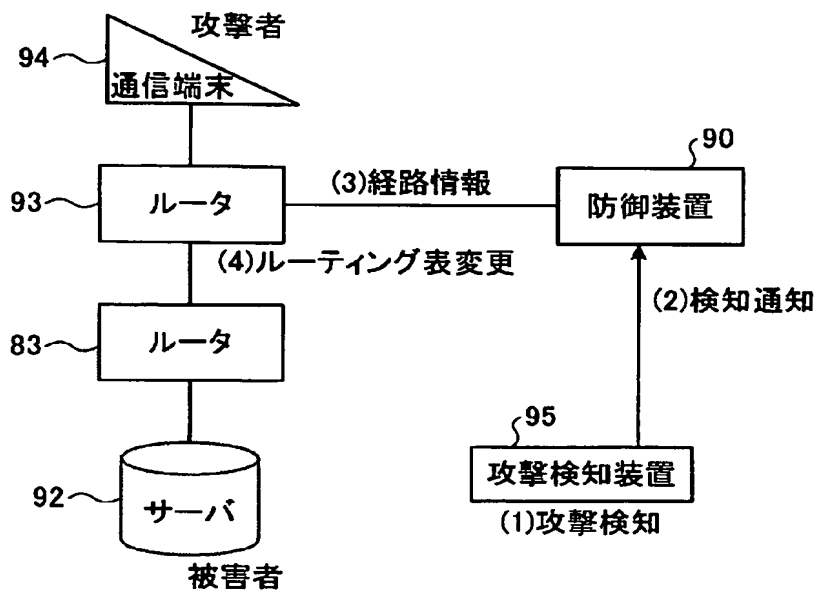 攻撃者
94
通信端末
90
93
ルータ
(3)経路情報
防御装置
(4)ルーティング表変更
(2)検知通知
83
ルータ
95
攻撃検知装置
92
サーバ
(1)攻撃検知
被害者